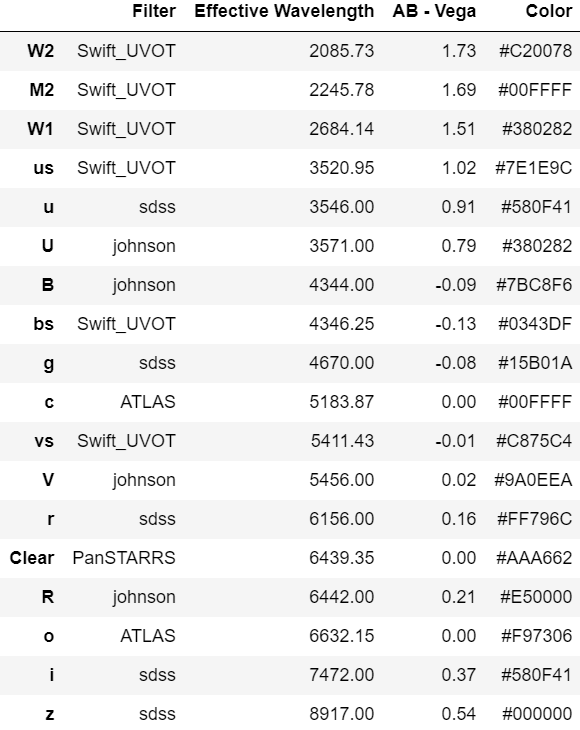 Filter Effective Wavelength AB - Vega Color
W2 Swift_UVOT 2085.73 1.73 #C20078
M2 Swift_UVOT 2245.78 1.69 #00FFFF
W1 Swift_UVOT 2684.14 1.51 #380282
us Swift_UVOT 3520.95 1.02 #7E1E9C
u sdss 3546.00 0.91 #580F41
U johnson 3571.00 0.79 #380282
B johnson 4344.00 -0.09 #7BC8F6
bs Swift_UVOT 4346.25 -0.13 #0343DF
g sdss 4670.00 -0.08 #15B01A
c ATLAS 5183.87 0.00 #00FFFF
vs Swift_UVOT 5411.43 -0.01 #C875C4
V johnson 5456.00 0.02 #9A0EEA
r sdss 6156.00 0.16 #FF796C
Clear PanSTARRS 6439.35 0.00 #AAA662
R johnson 6442.00 0.21 #E50000
o ATLAS 6632.15 0.00 #F97306
i sdss 7472.00 0.37 #580F41
z sdss 8917.00 0.54 #000000